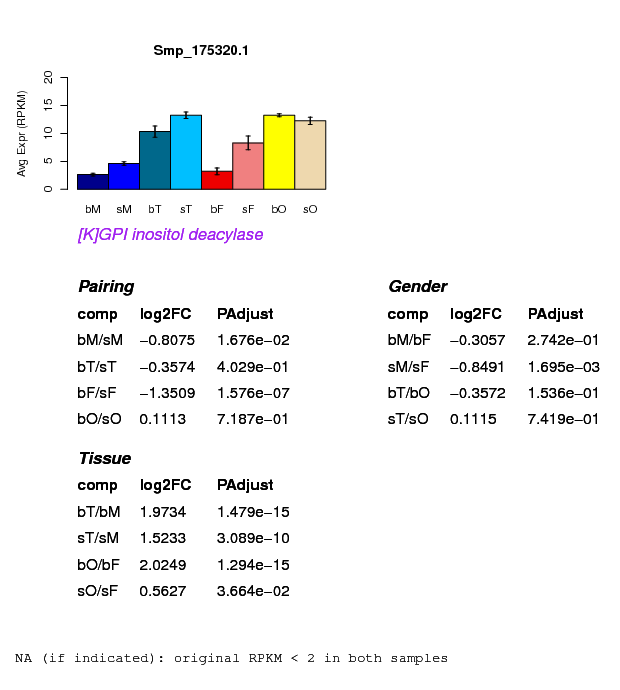 Smp_175320.1
Avg Expr (RPKM)
20
15
10
5
0
bM sM bT sT bF sF bO sO
[K]GPI inositol deacylase
Pairing
comp log2FC PAdjust
bM/sM −0.8075 1.676e−02
bT/sT −0.3574 4.029e−01
bF/sF −1.3509 1.576e−07
bO/sO 0.1113 7.187e−01
Gender
comp log2FC PAdjust
bM/bF −0.3057 2.742e−01
sM/sF −0.8491 1.695e−03
bT/bO −0.3572 1.536e−01
sT/sO 0.1115 7.419e−01
Tissue
comp log2FC PAdjust
bT/bM 1.9734 1.479e−15
sT/sM 1.5233 3.089e−10
bO/bF 2.0249 1.294e−15
sO/sF 0.5627 3.664e−02
NA (if indicated): original RPKM < 2 in both samples